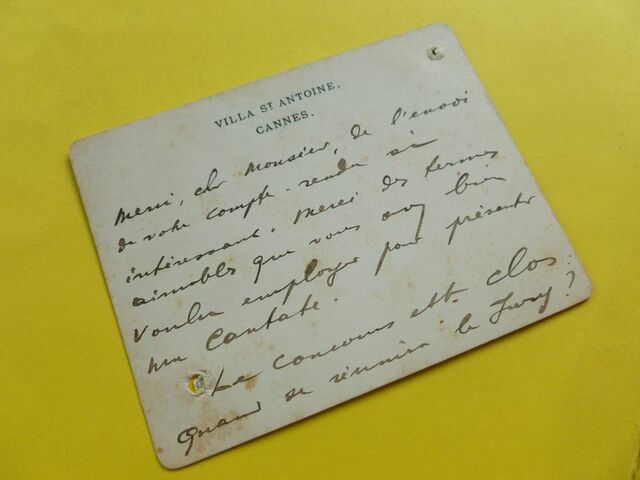 VILLA ST ANTOINE,
CANNES.
Merci, cher Monsieur, de l'envoi
de votre compte-rendu si
intéressant. Merci des termes
aimables que vous avez bien
voulu employer pour présenter
ma Cantate.
Le concours est clos:
Quand se réunira le Jury?